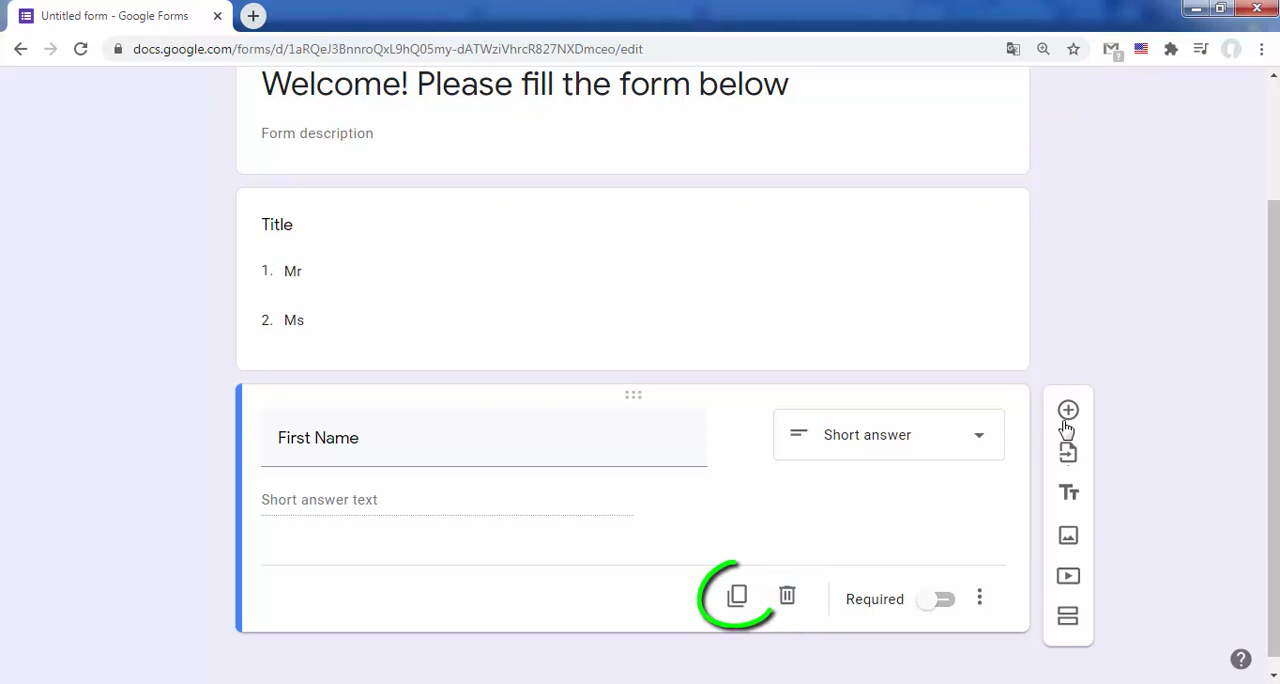 Untitled form - Google Forms
docs.google.com/forms/d/1aRQeJ3BnnroQxL9hQ05my-dATWziVhrcR827NXDmceo/edit
Welcome! Please fill the form below
Form description
Title
1. Mr
2. Ms
First Name
Short answer
Short answer text
Required